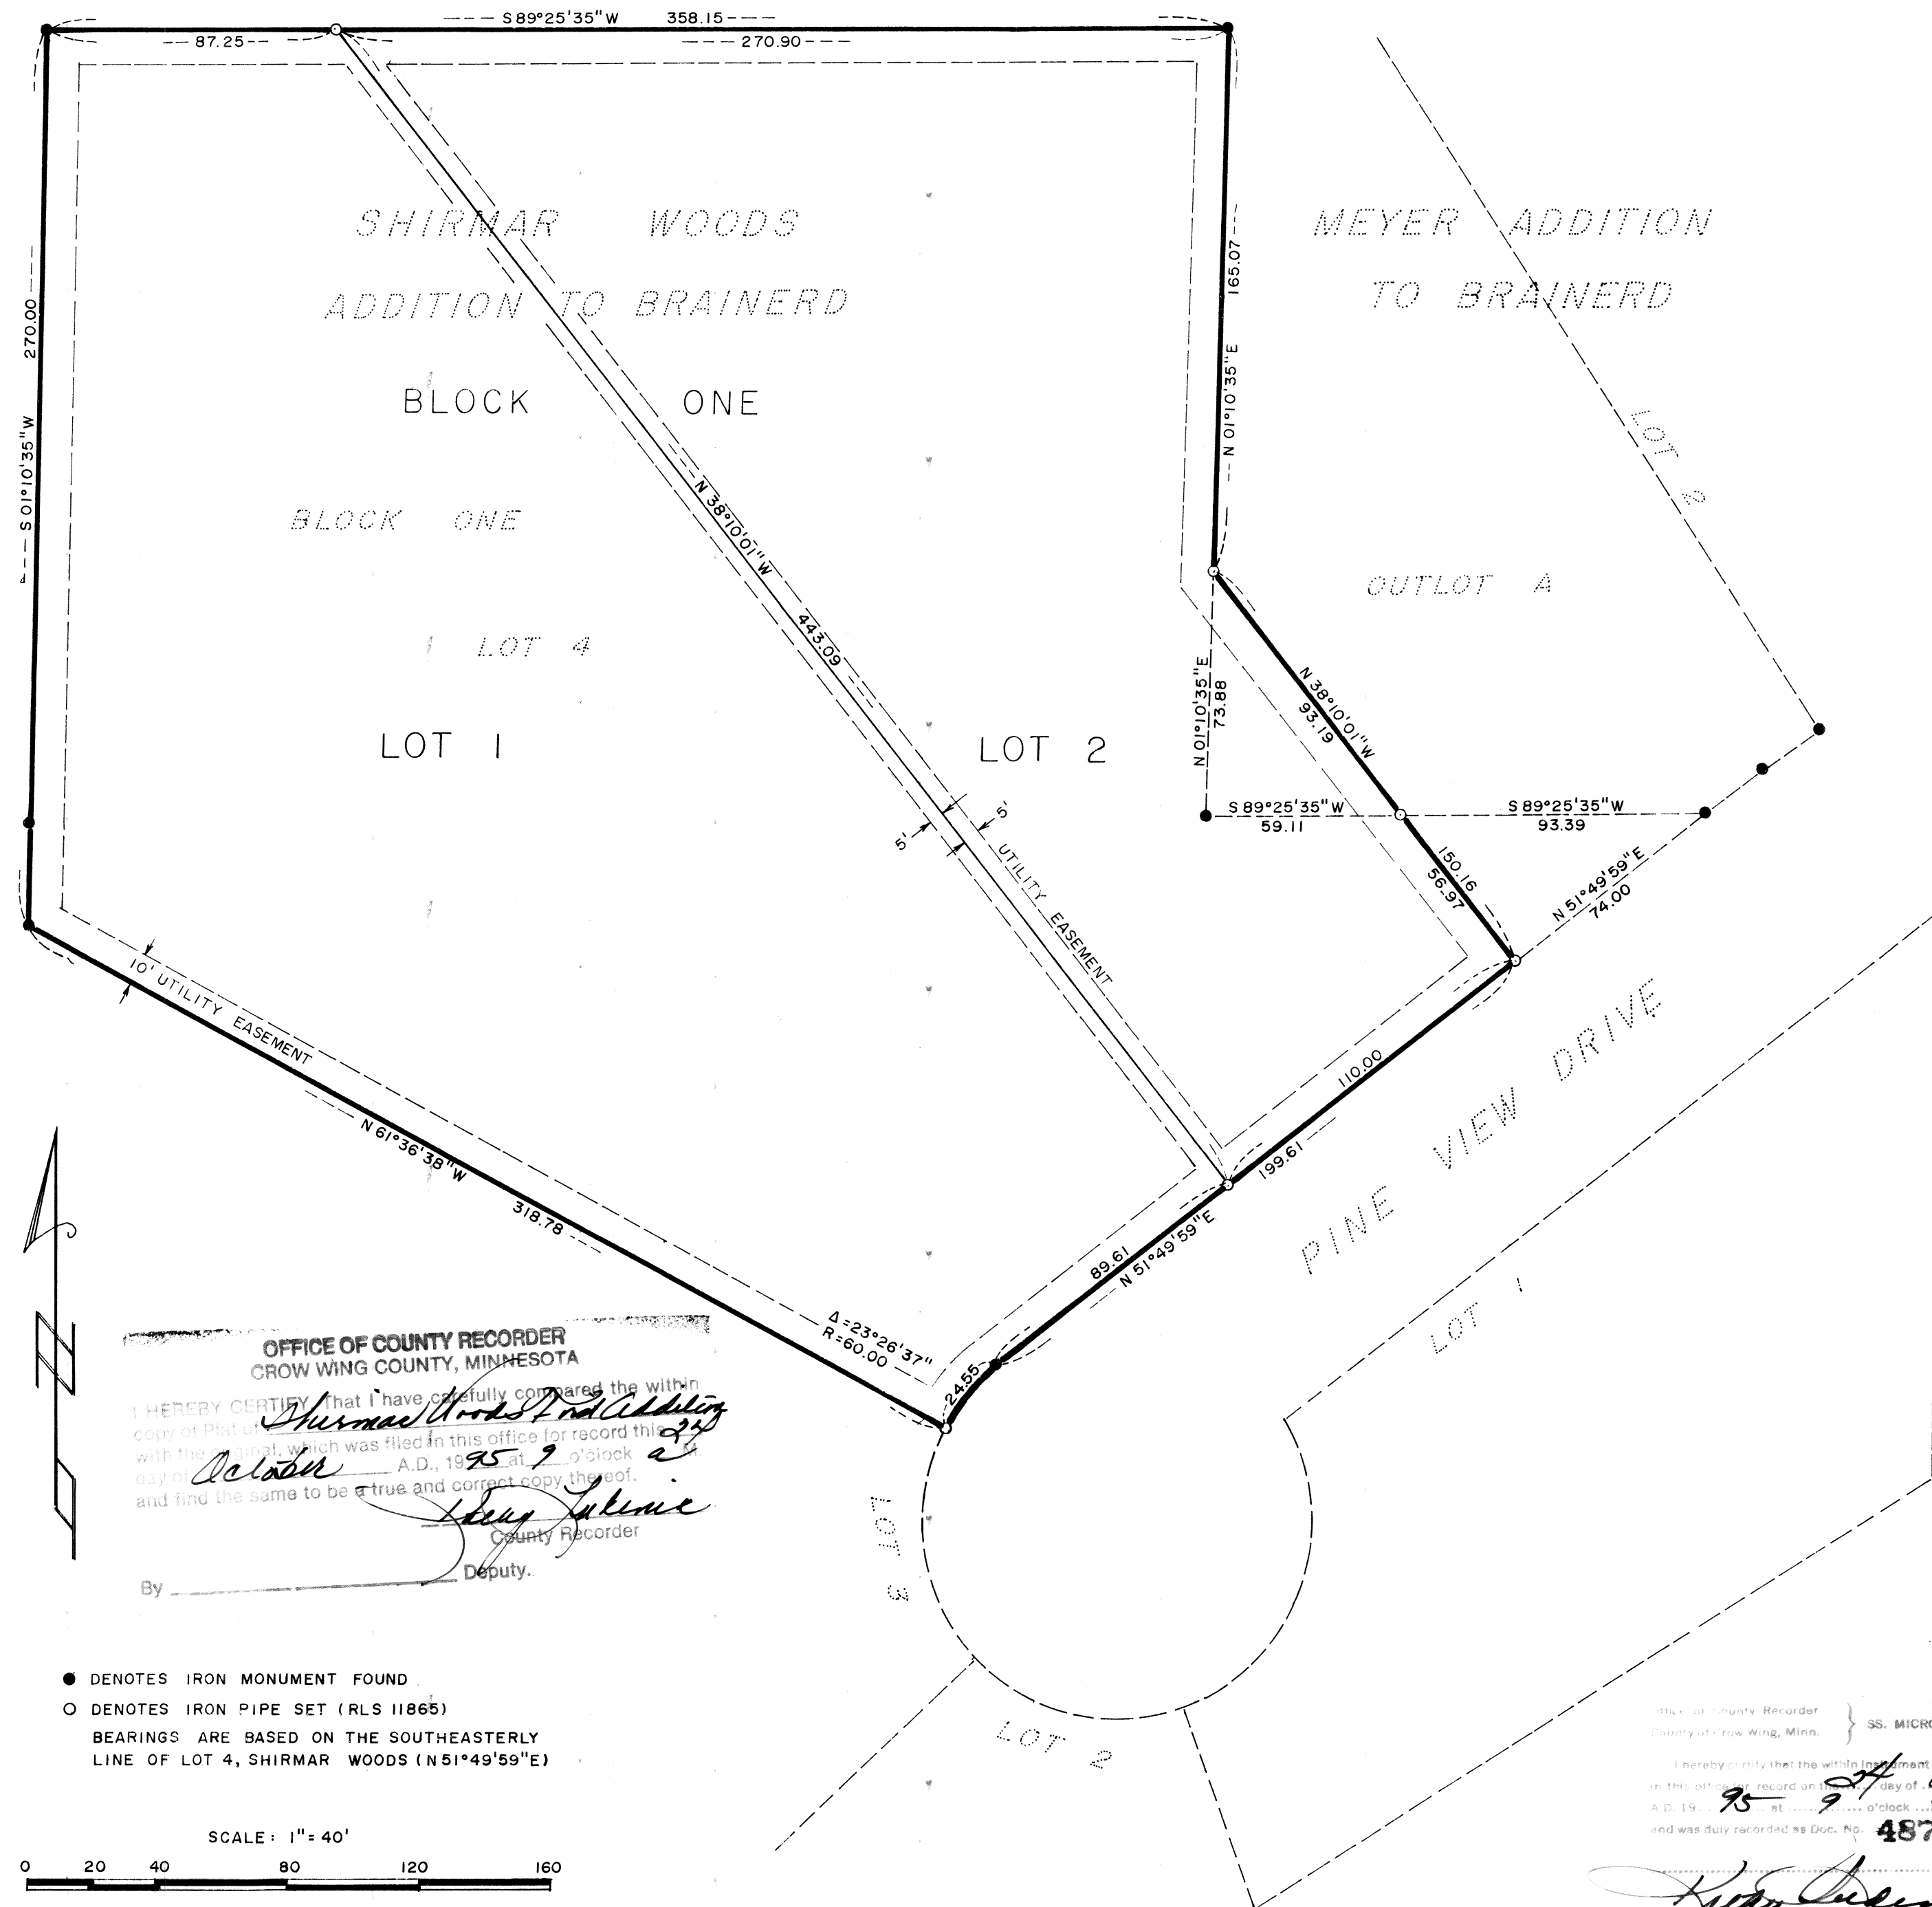 S 89°25'35" W 358.15
87.25
270.90
SHIRMAR WOODS
ADDITION TO BRAINERD
MEYER ADDITION
TO BRAINERD
BLOCK ONE
BLOCK ONE
LOT 4
LOT 1
LOT 2
OUTLOT A
LOT 2
270.00
S 01°10'35" W
165.07
N 01°10'35" E
N 38°10'01" W
443.09
N 01°10'35" E
73.88
N 38°10'01" W
93.19
S 89°25'35" W
59.11
S 89°25'35" W
93.39
150.16
56.97
N 51°49'59" E
74.00
5'
5'
UTILITY EASEMENT
10' UTILITY EASEMENT
N 61°36'38" W
318.78
110.00
199.61
89.61
N 51°49'59" E
PINE VIEW DRIVE
Δ=23°26'37"
R=60.00
24.55
LOT 1
LOT 3
LOT 2
OFFICE OF COUNTY RECORDER
CROW WING COUNTY, MINNESOTA
I HEREBY CERTIFY That I have carefully compared the within
copy of Plat of Shirmar Woods 2nd Addition
with the original, which was filed in this office for record this 24
day of October A.D., 1995 at 9 o'clock a M.
and find the same to be a true and correct copy thereof.
County Recorder
By Deputy.
● DENOTES IRON MONUMENT FOUND
○ DENOTES IRON PIPE SET (RLS 11865)
BEARINGS ARE BASED ON THE SOUTHEASTERLY
LINE OF LOT 4, SHIRMAR WOODS (N 51°49'59" E)
SCALE: 1" = 40'
0 20 40 80 120 160
Office of County Recorder
County of Crow Wing, Minn.
SS. MICRO
I hereby certify that the within Instrument
in this office for record on the 24 day of
A.D. 19 95 at 9 o'clock
and was duly recorded as Doc. No. 487